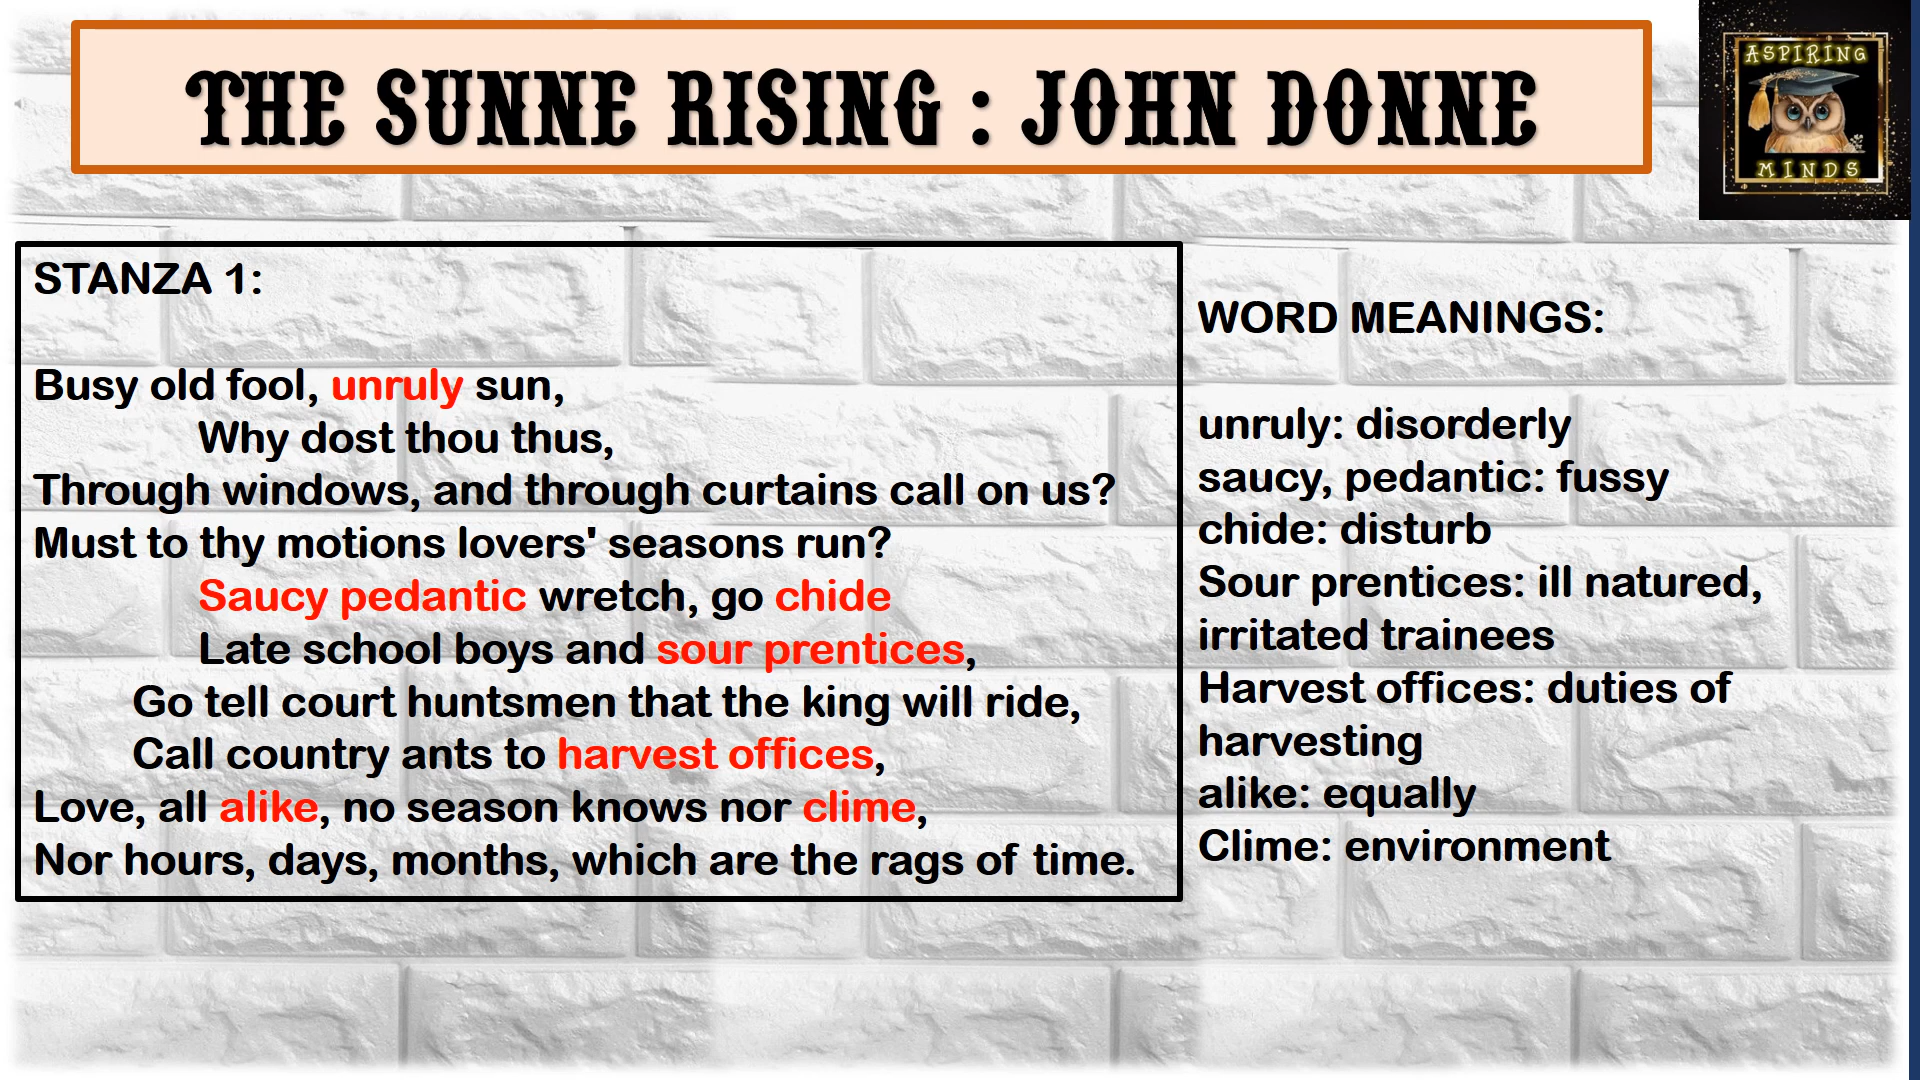 THE SUNNE RISING : JOHN DONNE
ASPIRING
MINDS
STANZA 1:
Busy old fool, unruly sun,
Why dost thou thus,
Through windows, and through curtains call on us?
Must to thy motions lovers' seasons run?
Saucy pedantic wretch, go chide
Late school boys and sour prentices,
Go tell court huntsmen that the king will ride,
Call country ants to harvest offices,
Love, all alike, no season knows nor clime,
Nor hours, days, months, which are the rags of time.
WORD MEANINGS:
unruly: disorderly
saucy, pedantic: fussy
chide: disturb
Sour prentices: ill natured,
irritated trainees
Harvest offices: duties of
harvesting
alike: equally
Clime: environment